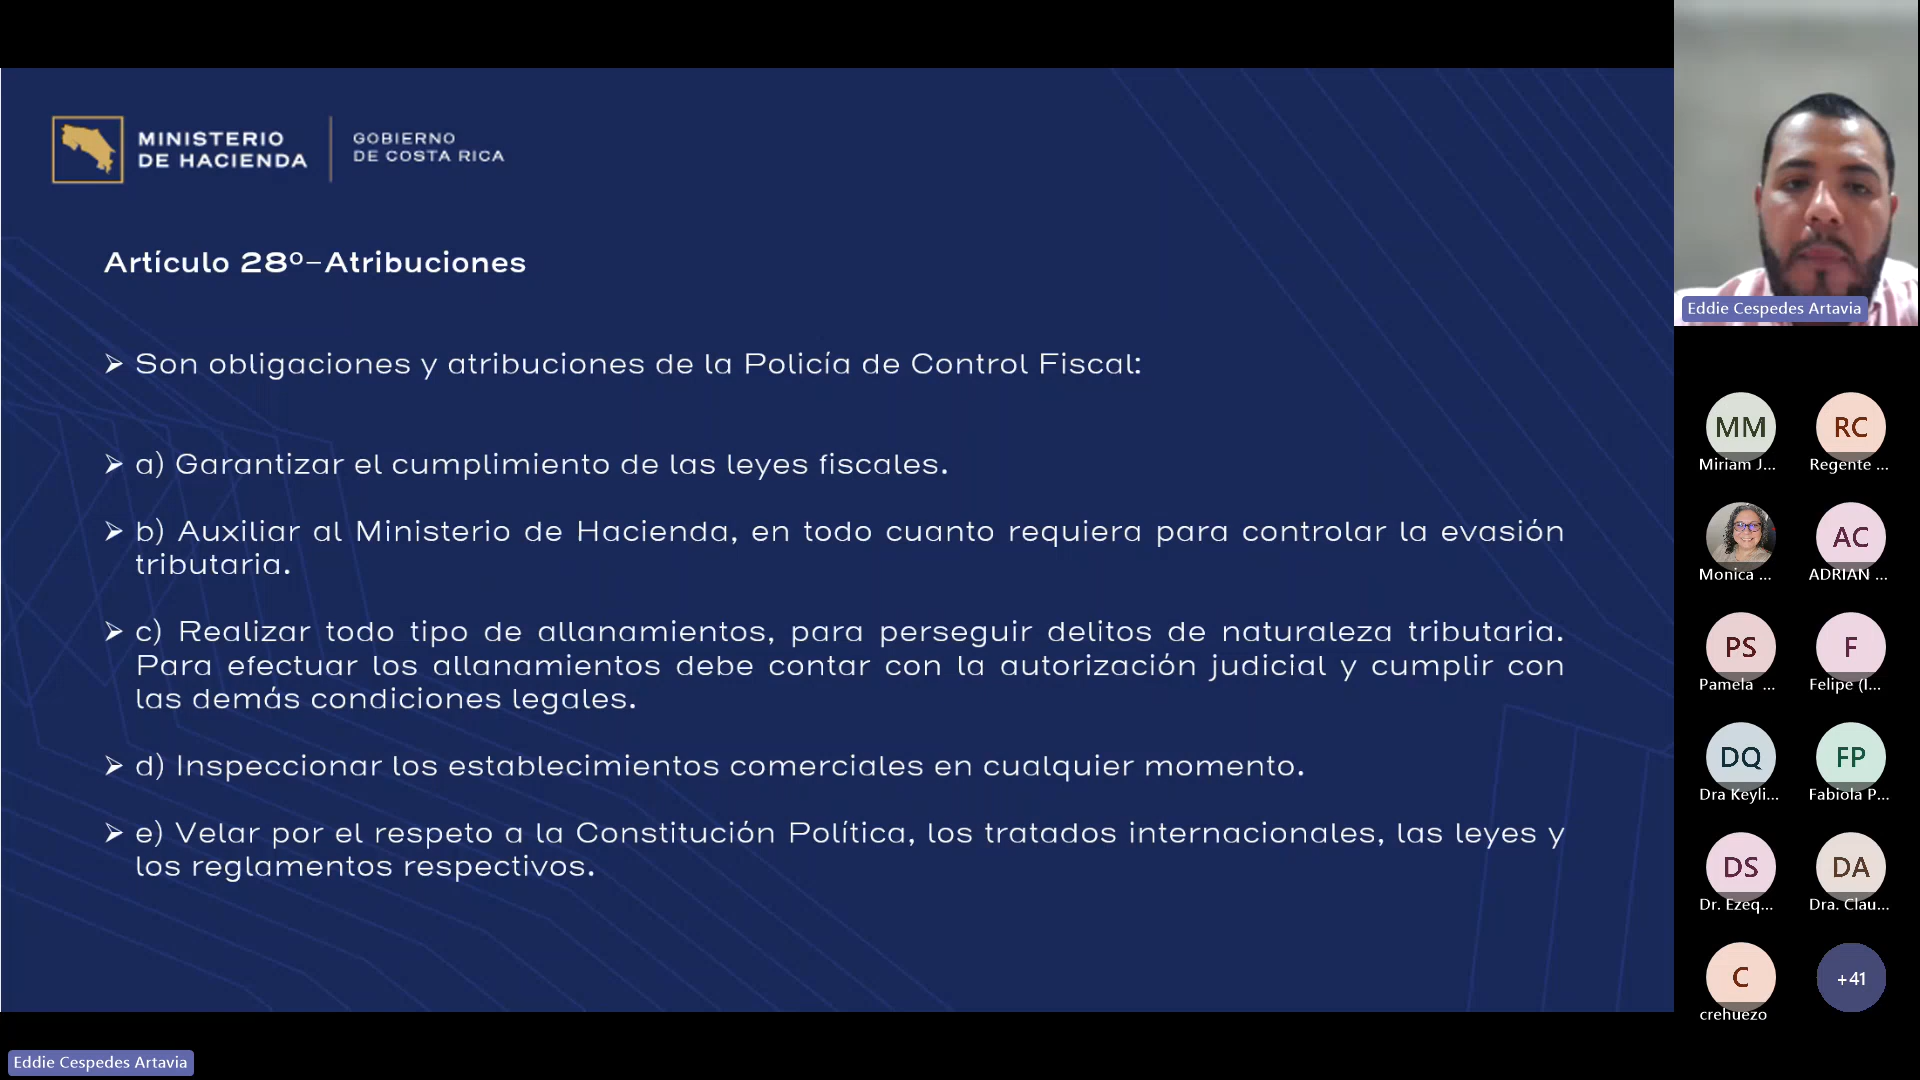 MINISTERIO
DE HACIENDA
GOBIERNO
DE COSTA RICA
Artículo 28º-Atribuciones
➢ Son obligaciones y atribuciones de la Policía de Control Fiscal:
➢ a) Garantizar el cumplimiento de las leyes fiscales.
➢ b) Auxiliar al Ministerio de Hacienda, en todo cuanto requiera para controlar la evasión
tributaria.
➢ c) Realizar todo tipo de allanamientos, para perseguir delitos de naturaleza tributaria.
Para efectuar los allanamientos debe contar con la autorización judicial y cumplir con
las demás condiciones legales.
➢ d) Inspeccionar los establecimientos comerciales en cualquier momento.
➢ e) Velar por el respeto a la Constitución Política, los tratados internacionales, las leyes y
los reglamentos respectivos.
Eddie Cespedes Artavia
MM
RC
Miriam J...
Regente ...
AC
Monica ...
ADRIAN ...
PS
F
Pamela ...
Felipe (I...
DQ
FP
Dra Keyli...
Fabiola P...
DS
DA
Dr. Ezeq...
Dra. Clau...
C
+41
crehuezo
Eddie Cespedes Artavia